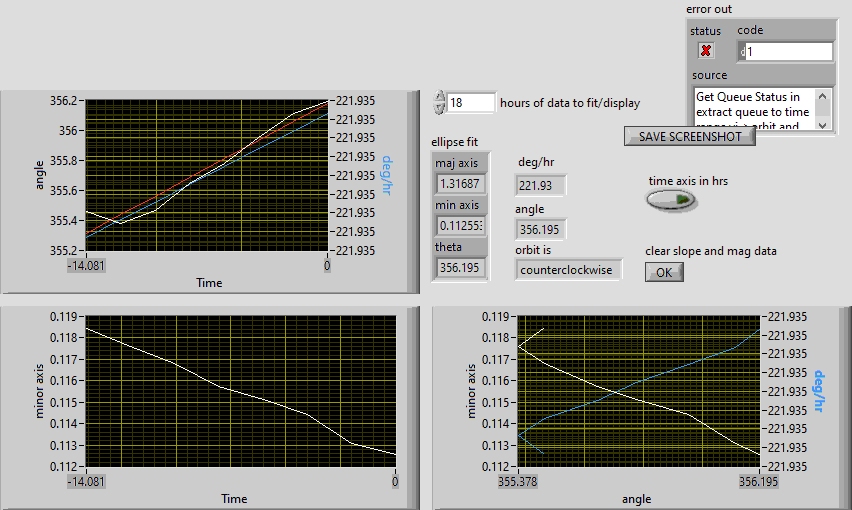 error out
status
code
d
1
source
Get Queue Status in
extract queue to time
orbit and
SAVE SCREENSHOT
18
hours of data to fit/display
ellipse fit
maj axis
1.31687
min axis
0.11255
theta
356.195
deg/hr
221.93
angle
356.195
orbit is
counterclockwise
time axis in hrs
clear slope and mag data
OK
356.2
356
355.8
355.6
355.4
355.2
angle
221.935
221.935
221.935
221.935
221.935
221.935
221.935
221.935
221.935
deg/hr
-14.081
0
Time
0.119
0.118
0.117
0.116
0.115
0.114
0.113
0.112
minor axis
-14.081
0
Time
0.119
0.118
0.117
0.116
0.115
0.114
0.113
0.112
minor axis
221.935
221.935
221.935
221.935
221.935
221.935
221.935
221.935
221.935
deg/hr
355.378
356.195
angle